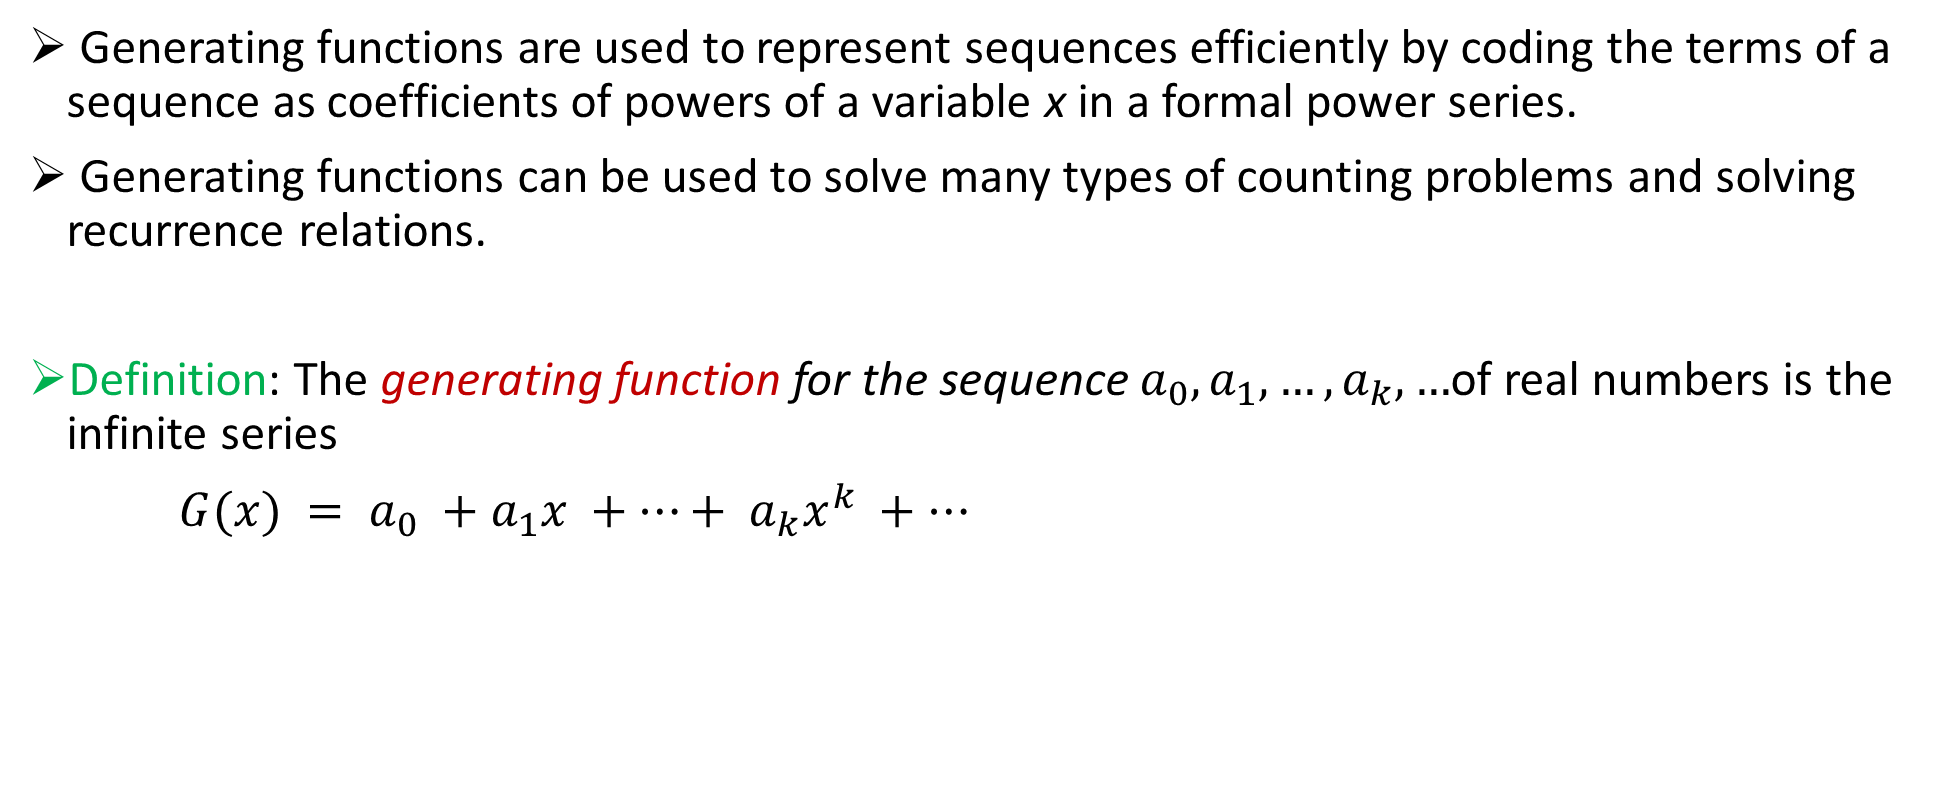 ➢ Generating functions are used to represent sequences efficiently by coding the terms of a
sequence as coefficients of powers of a variable x in a formal power series.
➢ Generating functions can be used to solve many types of counting problems and solving
recurrence relations.
➢Definition: The generating function for the sequence a₀, a₁, … , aₖ, …of real numbers is the
infinite series
G(x) = a₀ + a₁x + ⋯ + aₖxᵏ + ⋯